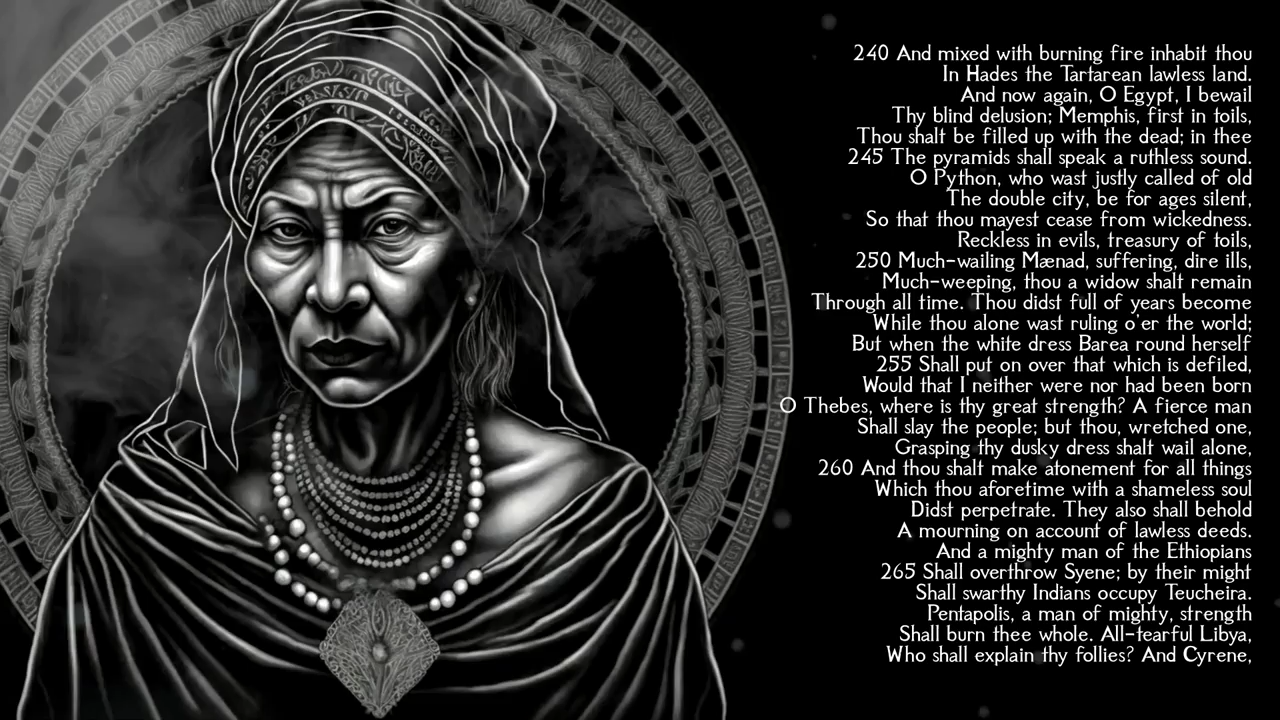 240 And mixed with burning fire inhabit thou
In Hades the Tartarean lawless land.
And now again, O Egypt, I bewail
Thy blind delusion; Memphis, first in toils,
Thou shalt be filled up with the dead; in thee
245 The pyramids shall speak a ruthless sound.
O Python, who wast justly called of old
The double city, be for ages silent,
So that thou mayest cease from wickedness.
Reckless in evils, treasury of toils,
250 Much-wailing Mænad, suffering, dire ills,
Much-weeping, thou a widow shalt remain
Through all time. Thou didst full of years become
While thou alone wast ruling o'er the world;
But when the white dress Barea round herself
255 Shall put on over that which is defiled,
Would that I neither were nor had been born
O Thebes, where is thy great strength? A fierce man
Shall slay the people; but thou, wretched one,
Grasping thy dusky dress shalt wail alone,
260 And thou shalt make atonement for all things
Which thou aforetime with a shameless soul
Didst perpetrate. They also shall behold
A mourning on account of lawless deeds.
And a mighty man of the Ethiopians
265 Shall overthrow Syene; by their might
Shall swarthy Indians occupy Teucheira.
Pentapolis, a man of mighty, strength
Shall burn thee whole. All-tearful Libya,
Who shall explain thy follies? And Cyrene,